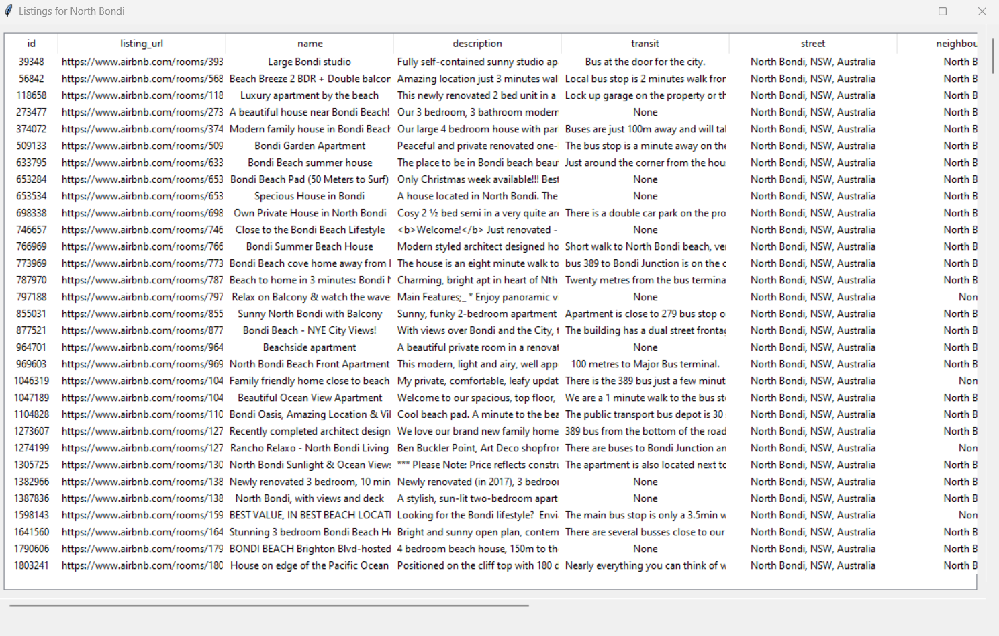 Listings for North Bondi
id listing_url name description transit street neighbou
39348 https://www.airbnb.com/rooms/393 Large Bondi studio Fully self-contained sunny studio ap Bus at the door for the city. North Bondi, NSW, Australia North B
56842 https://www.airbnb.com/rooms/568 Beach Breeze 2 BDR + Double balcor Amazing location just 3 minutes wal Local bus stop is 2 minutes walk fror North Bondi, NSW, Australia North B
118658 https://www.airbnb.com/rooms/118 Luxury apartment by the beach This newly renovated 2 bed unit in a Lock up garage on the property or th North Bondi, NSW, Australia North B
273477 https://www.airbnb.com/rooms/273 A beautiful house near Bondi Beach! Our 3 bedroom, 3 bathroom modern None North Bondi, NSW, Australia North B
374072 https://www.airbnb.com/rooms/374 Modern family house in Bondi Beach Our large 4 bedroom house with par Buses are just 100m away and will tal North Bondi, NSW, Australia North B
509133 https://www.airbnb.com/rooms/509 Bondi Garden Apartment Peaceful and private renovated one- The bus stop is a minute away on the North Bondi, NSW, Australia North B
633795 https://www.airbnb.com/rooms/633 Bondi Beach summer house The place to be in Bondi beach beau Just around the corner from the hou North Bondi, NSW, Australia North B
653284 https://www.airbnb.com/rooms/653 Bondi Beach Pad (50 Meters to Surf) Only Christmas week available!!! Best None North Bondi, NSW, Australia North B
653534 https://www.airbnb.com/rooms/653 Specious House in Bondi A house located in North Bondi. The None North Bondi, NSW, Australia North B
698338 https://www.airbnb.com/rooms/698 Own Private House in North Bondi Cosy 2 ½ bed semi in a very quite are There is a double car park on the pro North Bondi, NSW, Australia North B
746657 https://www.airbnb.com/rooms/746 Close to the Bondi Beach Lifestyle <b>Welcome!</b> Just renovated - None North Bondi, NSW, Australia North B
766969 https://www.airbnb.com/rooms/766 Bondi Summer Beach House Modern styled architect designed ho Short walk to North Bondi beach, ver North Bondi, NSW, Australia North B
773969 https://www.airbnb.com/rooms/773 Bondi Beach cove home away from l The house is an eight minute walk to bus 389 to Bondi Junction is on the c North Bondi, NSW, Australia North B
787970 https://www.airbnb.com/rooms/787 Beach to home in 3 minutes: Bondi N Charming, bright apt in heart of Nth Twenty metres from the bus termina North Bondi, NSW, Australia North B
797188 https://www.airbnb.com/rooms/797 Relax on Balcony & watch the wave Main Features;_ * Enjoy panoramic v None North Bondi, NSW, Australia Non
855031 https://www.airbnb.com/rooms/855 Sunny North Bondi with Balcony Sunny, funky 2-bedroom apartment Apartment is close to 279 bus stop o North Bondi, NSW, Australia North B
877521 https://www.airbnb.com/rooms/877 Bondi Beach - NYE City Views! With views over Bondi and the City, t The building has a dual street frontag North Bondi, NSW, Australia North B
964701 https://www.airbnb.com/rooms/964 Beachside apartment A beautiful private room in a renovat None North Bondi, NSW, Australia North B
969603 https://www.airbnb.com/rooms/969 North Bondi Beach Front Apartment This modern, light and airy, well app 100 metres to Major Bus terminal. North Bondi, NSW, Australia North B
1046319 https://www.airbnb.com/rooms/104 Family friendly home close to beach My private, comfortable, leafy updat There is the 389 bus just a few minut North Bondi, NSW, Australia Non
1047189 https://www.airbnb.com/rooms/104 Beautiful Ocean View Apartment Welcome to our spacious, top floor, We are a 1 minute walk to the bus sto North Bondi, NSW, Australia North B
1104828 https://www.airbnb.com/rooms/110 Bondi Oasis, Amazing Location & Vil Cool beach pad. A minute to the bea The public transport bus depot is 30 North Bondi, NSW, Australia North B
1273607 https://www.airbnb.com/rooms/127 Recently completed architect design We love our brand new family home 389 bus from the bottom of the road North Bondi, NSW, Australia North B
1274199 https://www.airbnb.com/rooms/127 Rancho Relaxo - North Bondi Living Ben Buckler Point, Art Deco shopfror There are buses to Bondi Junction an North Bondi, NSW, Australia Non
1305725 https://www.airbnb.com/rooms/130 North Bondi Sunlight & Ocean Views *** Please Note: Price reflects constru The apartment is also located next to North Bondi, NSW, Australia North B
1382966 https://www.airbnb.com/rooms/138 Newly renovated 3 bedroom, 10 min Newly renovated (in 2017), 3 bedroor None North Bondi, NSW, Australia North B
1387836 https://www.airbnb.com/rooms/138 North Bondi, with views and deck A stylish, sun-lit two-bedroom apart None North Bondi, NSW, Australia North B
1598143 https://www.airbnb.com/rooms/159 BEST VALUE, IN BEST BEACH LOCATI Looking for the Bondi lifestyle? Envi The main bus stop is only a 3.5min w North Bondi, NSW, Australia Non
1641560 https://www.airbnb.com/rooms/164 Stunning 3 bedroom Bondi Beach Ho Bright and sunny open plan, contem There are several busses close to our North Bondi, NSW, Australia North B
1790606 https://www.airbnb.com/rooms/179 BONDI BEACH Brighton Blvd-hosted 4 bedroom beach house, 150m to th None North Bondi, NSW, Australia North B
1803241 https://www.airbnb.com/rooms/180 House on edge of the Pacific Ocean Positioned on the cliff top with 180 d Nearly everything you can think of w North Bondi, NSW, Australia North B